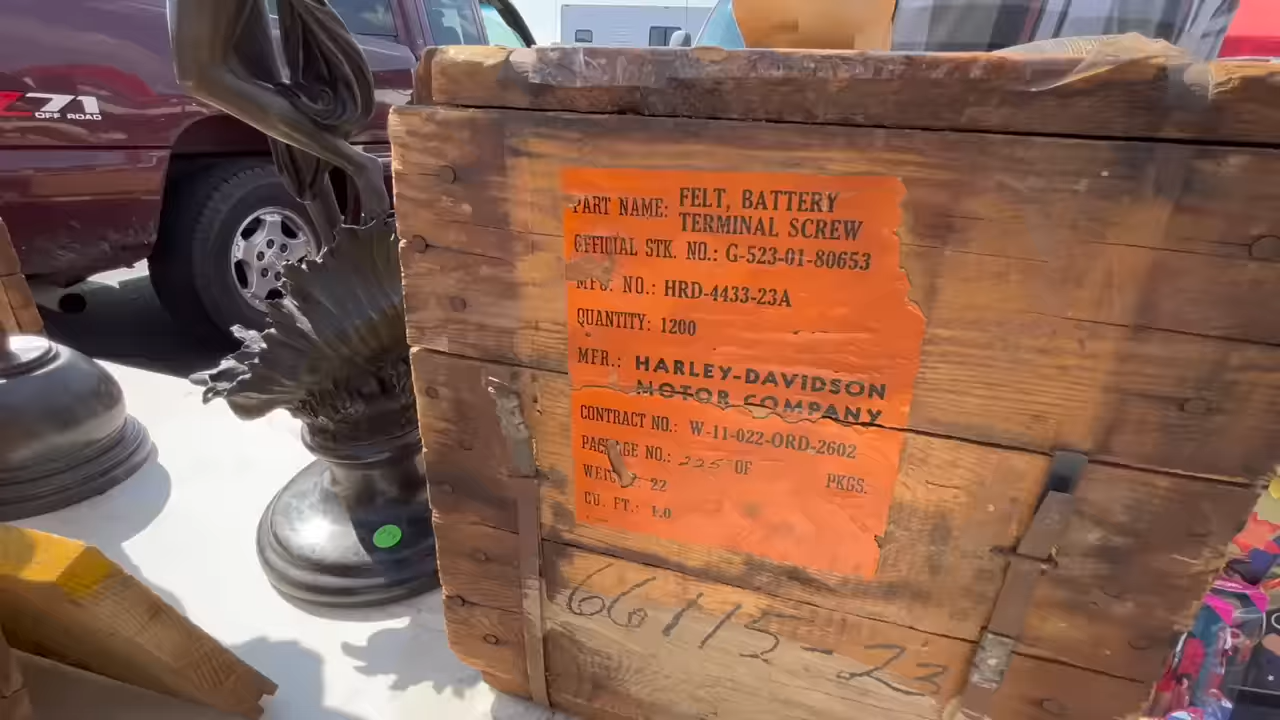 Z71
OFF ROAD
PART NAME: FELT, BATTERY
TERMINAL SCREW
OFFICIAL STK. NO.: G-523-01-80653
MFG. NO.: HRD-4433-23A
QUANTITY: 1200
MFR.: HARLEY-DAVIDSON
MOTOR COMPANY
CONTRACT NO.: W-11-022-ORD-2602
PACKAGE NO.: 225 OF PKGS.
WEIGHT: 22
CU. FT.: 1.0
66115-23